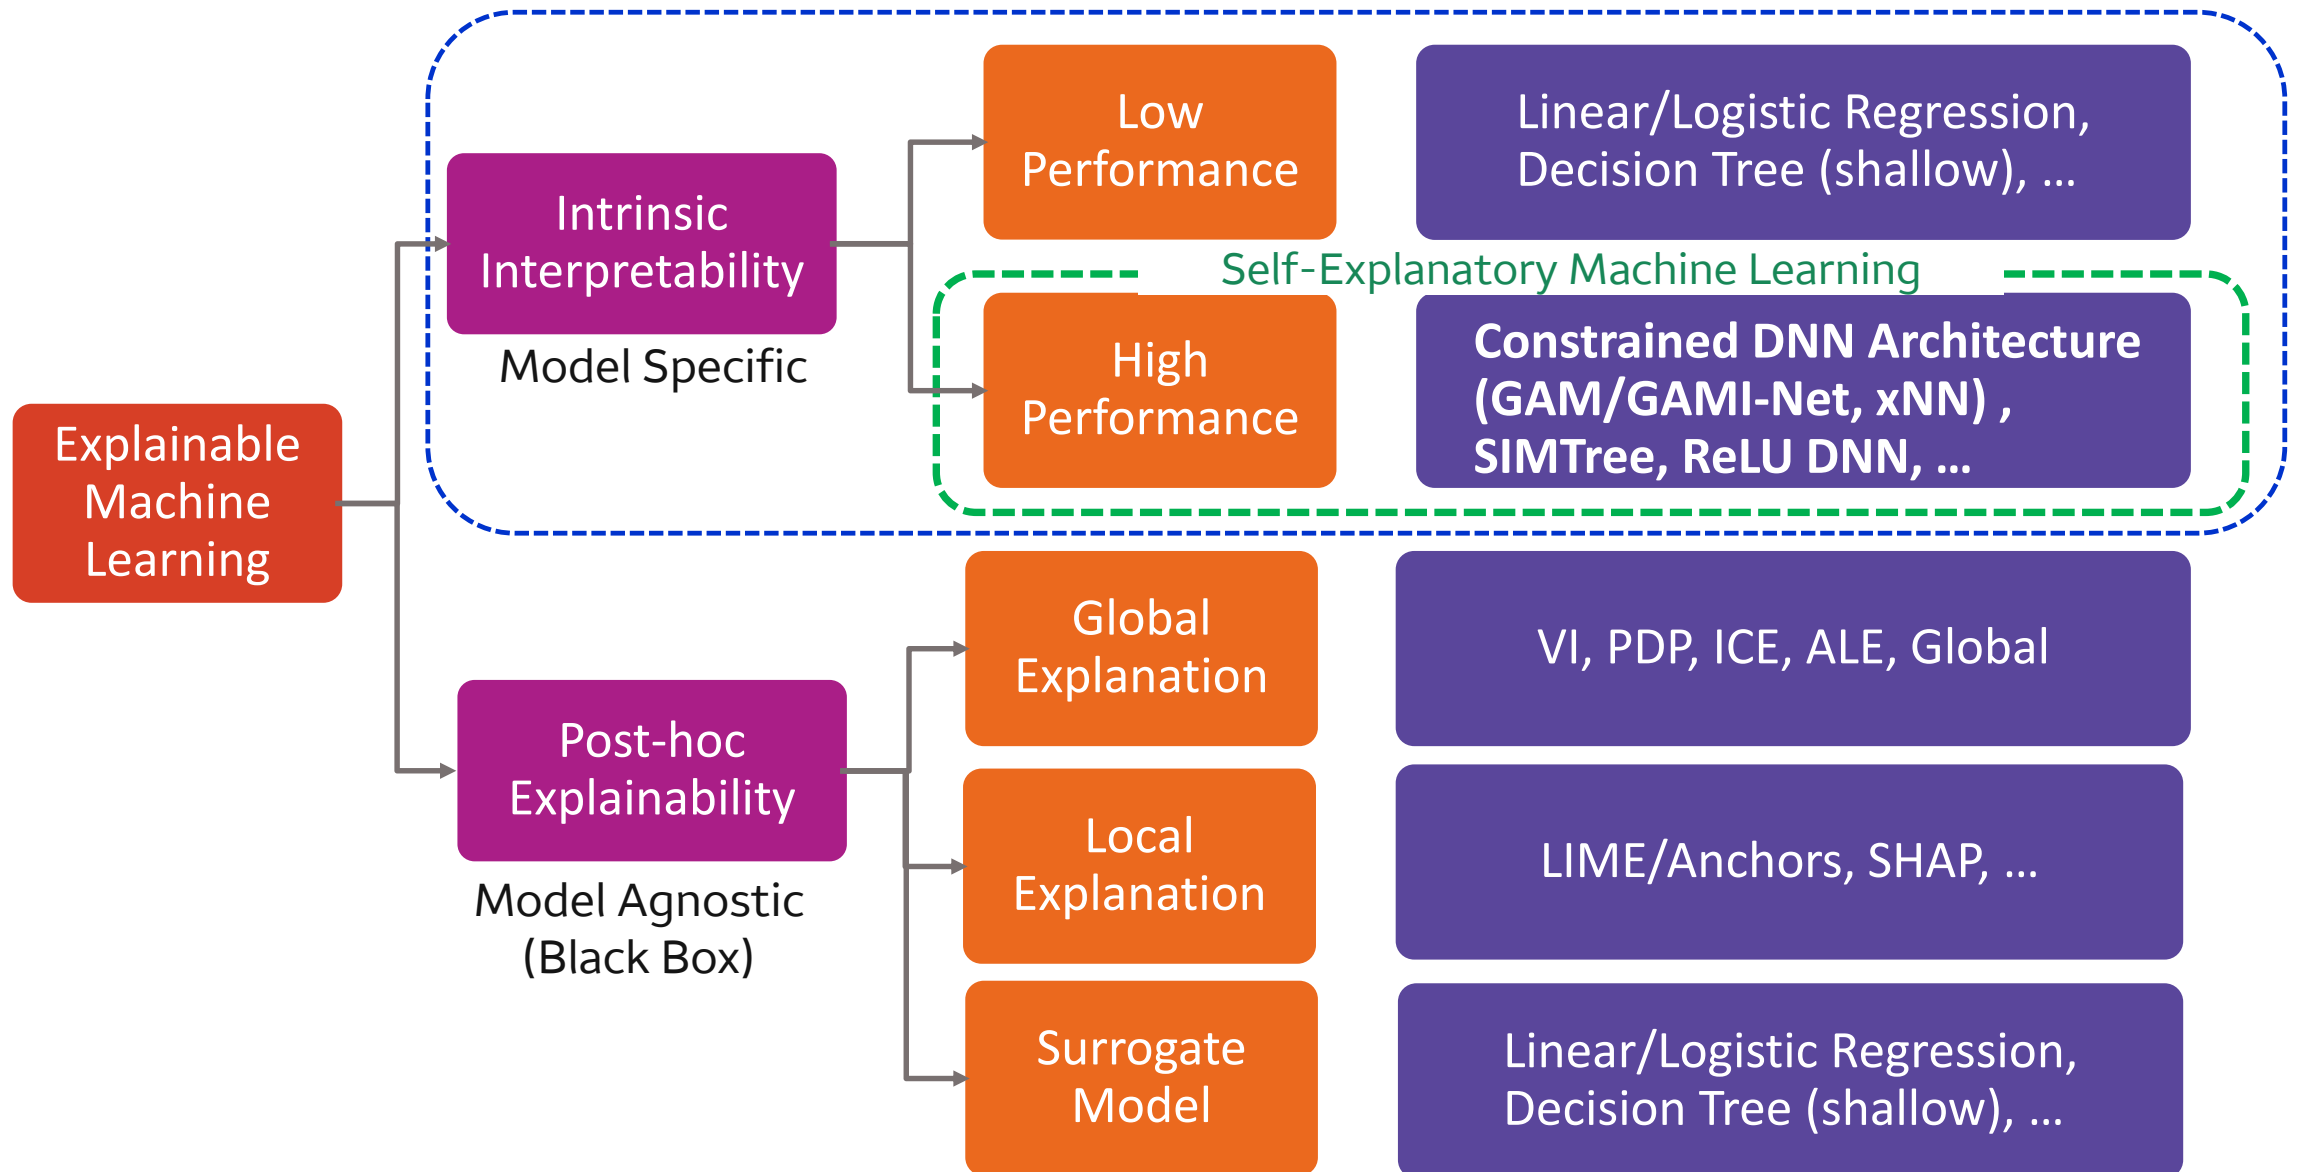 Explainable
Machine
Learning
Intrinsic
Interpretability
Model Specific
Low
Performance
Linear/Logistic Regression,
Decision Tree (shallow), ...
Self-Explanatory Machine Learning
High
Performance
Constrained DNN Architecture
(GAM/GAMI-Net, xNN) ,
SIMTree, ReLU DNN, ...
Post-hoc
Explainability
Model Agnostic
(Black Box)
Global
Explanation
VI, PDP, ICE, ALE, Global
Local
Explanation
LIME/Anchors, SHAP, ...
Surrogate
Model
Linear/Logistic Regression,
Decision Tree (shallow), ...